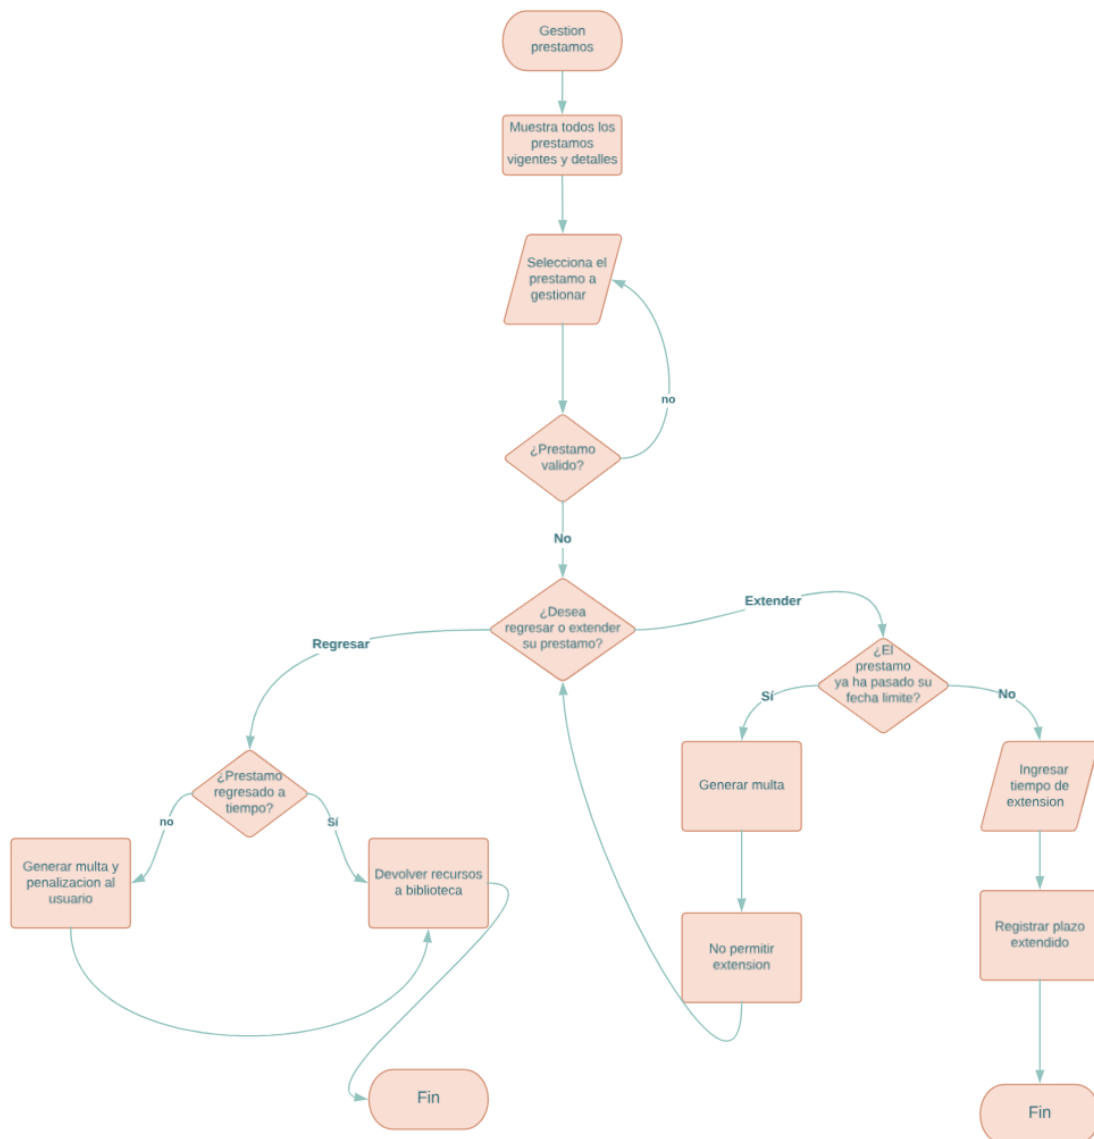 Gestion
prestamos
Muestra todos los
prestamos
vigentes y detalles
Selecciona el
prestamo a
gestionar
no
¿Prestamo
valido?
No
¿Desea
regresar o extender
su prestamo?
Regresar
Extender
¿El
prestamo
ya ha pasado su
fecha limite?
Sí
No
Generar multa
Ingresar
tiempo de
extension
¿Prestamo
regresado a
tiempo?
no
Sí
Generar multa y
penalizacion al
usuario
Devolver recursos
a biblioteca
No permitir
extension
Registrar plazo
extendido
Fin
Fin